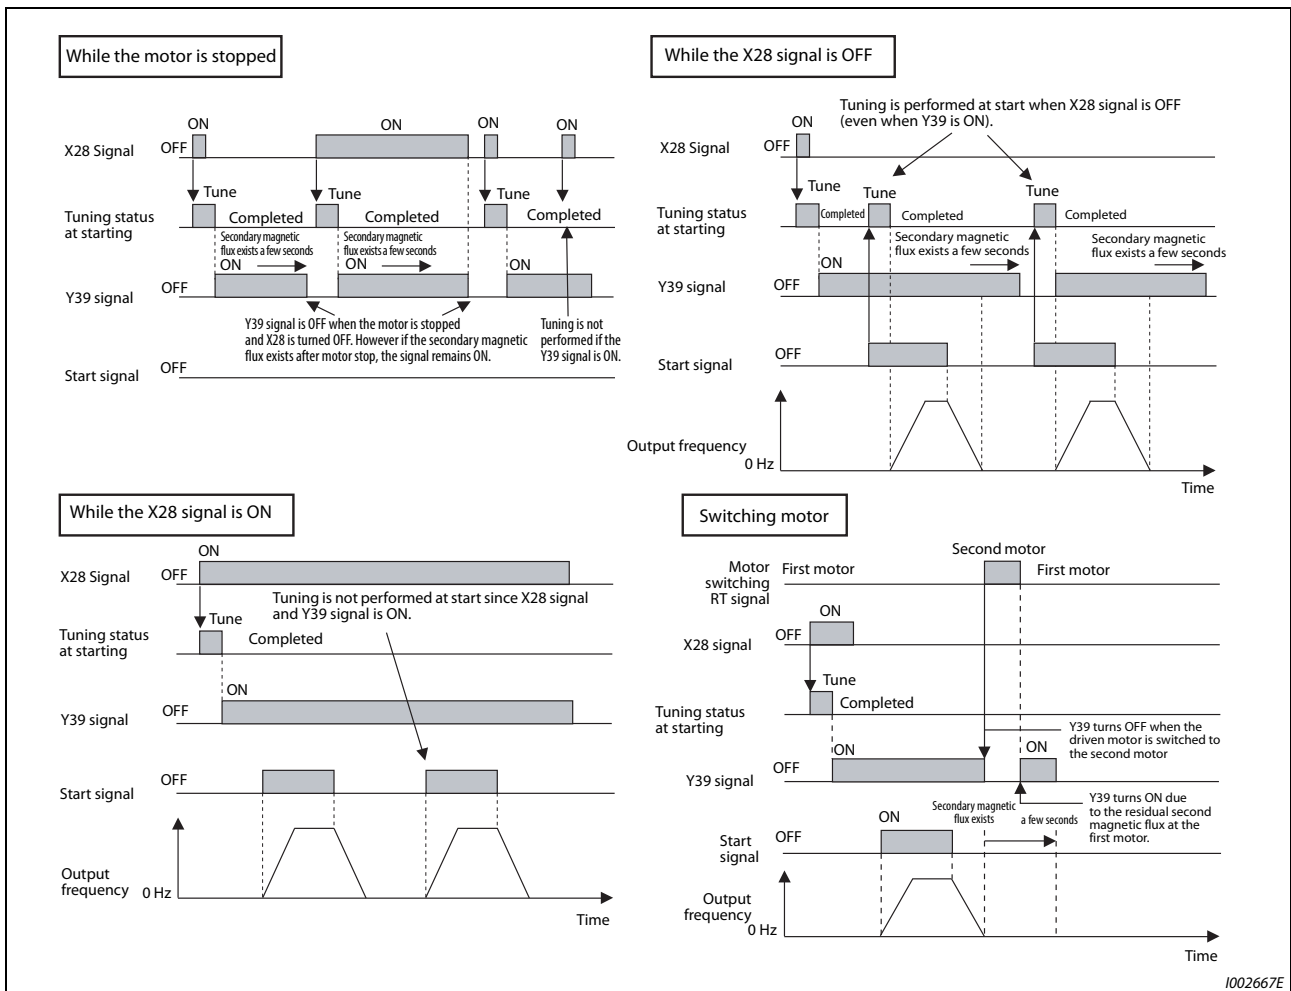 While the motor is stopped
ON
ON
ON
ON
X28 Signal
OFF
Tune
Tune
Tune
Tuning status
at starting
Completed
Completed
Completed
Secondary magnetic
flux exists a few seconds
Secondary magnetic
flux exists a few seconds
ON
ON
ON
Y39 signal
OFF
Y39 signal is OFF when the motor is stopped
and X28 is turned OFF. However if the secondary magnetic
flux exists after motor stop, the signal remains ON.
Tuning is not
performed if the
Y39 signal is ON.
Start signal
OFF
While the X28 signal is OFF
Tuning is performed at start when X28 signal is OFF
(even when Y39 is ON).
ON
X28 Signal
OFF
Tune
Tune
Tune
Tuning status
at starting
Completed
Completed
Completed
Secondary magnetic
flux exists a few seconds
Secondary magnetic
flux exists a few seconds
ON
Y39 signal
OFF
Start signal
OFF
Output frequency
0 Hz
Time
While the X28 signal is ON
ON
X28 Signal
OFF
Tuning is not performed at start since X28 signal
and Y39 signal is ON.
Tune
Tuning status
at starting
Completed
ON
Y39 signal
OFF
Start signal
OFF
Output
frequency
0 Hz
Time
Switching motor
Second motor
Motor
switching
RT signal
First motor
First motor
ON
X28 signal
OFF
Tune
Tuning status
at starting
Completed
Y39 turns OFF when the
driven motor is switched to
the second motor
ON
ON
Y39 signal
OFF
Y39 turns ON due
to the residual second
magnetic flux at the
first motor.
Secondary magnetic
flux exists
a few seconds
ON
Start
signal
OFF
Output
frequency
0 Hz
Time
I002667E